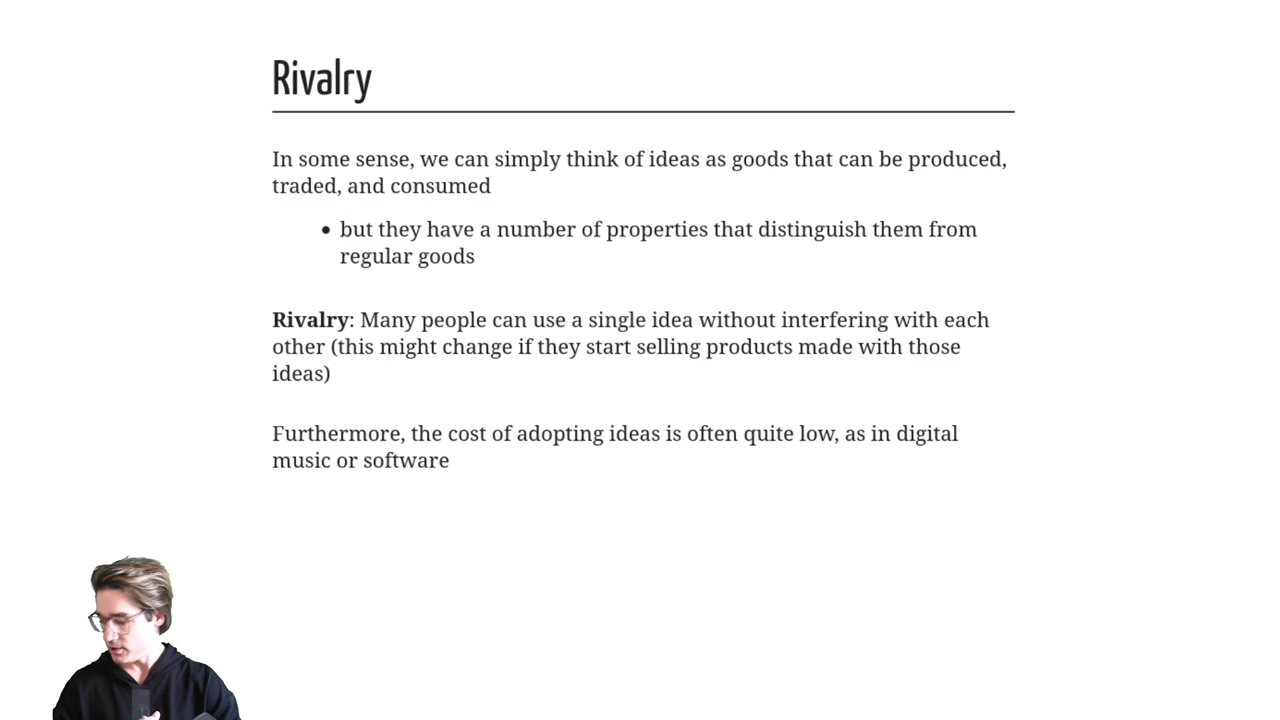 Rivalry
In some sense, we can simply think of ideas as goods that can be produced,
traded, and consumed
• but they have a number of properties that distinguish them from
regular goods
Rivalry: Many people can use a single idea without interfering with each
other (this might change if they start selling products made with those
ideas)
Furthermore, the cost of adopting ideas is often quite low, as in digital
music or software